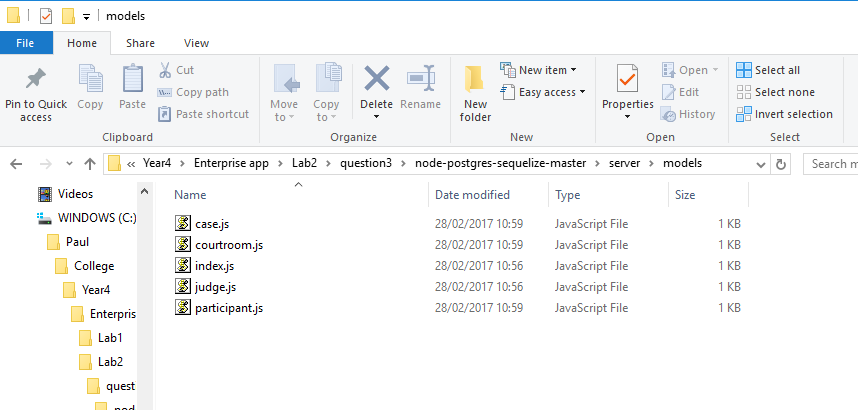 models
File Home Share View
Pin to Quick access
Copy
Paste
Cut
Copy path
Paste shortcut
Clipboard
Move to
Copy to
Delete
Rename
Organize
New folder
New item
Easy access
New
Properties
Open
Edit
History
Open
Select all
Select none
Invert selection
Select
« Year4 > Enterprise app > Lab2 > question3 > node-postgres-sequelize-master > server > models
Search m
Videos
WINDOWS (C:)
Paul
College
Year4
Enterpris
Lab1
Lab2
quest
nod
Name Date modified Type Size
case.js 28/02/2017 10:59 JavaScript File 1 KB
courtroom.js 28/02/2017 10:59 JavaScript File 1 KB
index.js 28/02/2017 10:56 JavaScript File 1 KB
judge.js 28/02/2017 10:56 JavaScript File 1 KB
participant.js 28/02/2017 10:59 JavaScript File 1 KB